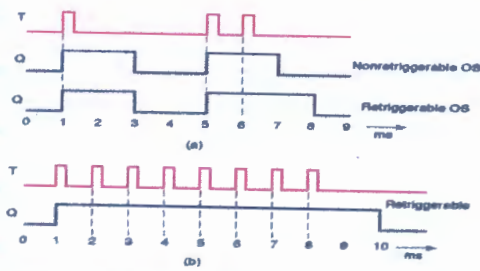 T
Q
Nonretriggerable OS
Q
Retriggerable OS
0 1 2 3 4 5 6 7 8 9 ms
(a)
T
Retriggerable
Q
0 1 2 3 4 5 6 7 8 9 10 ms
(b)